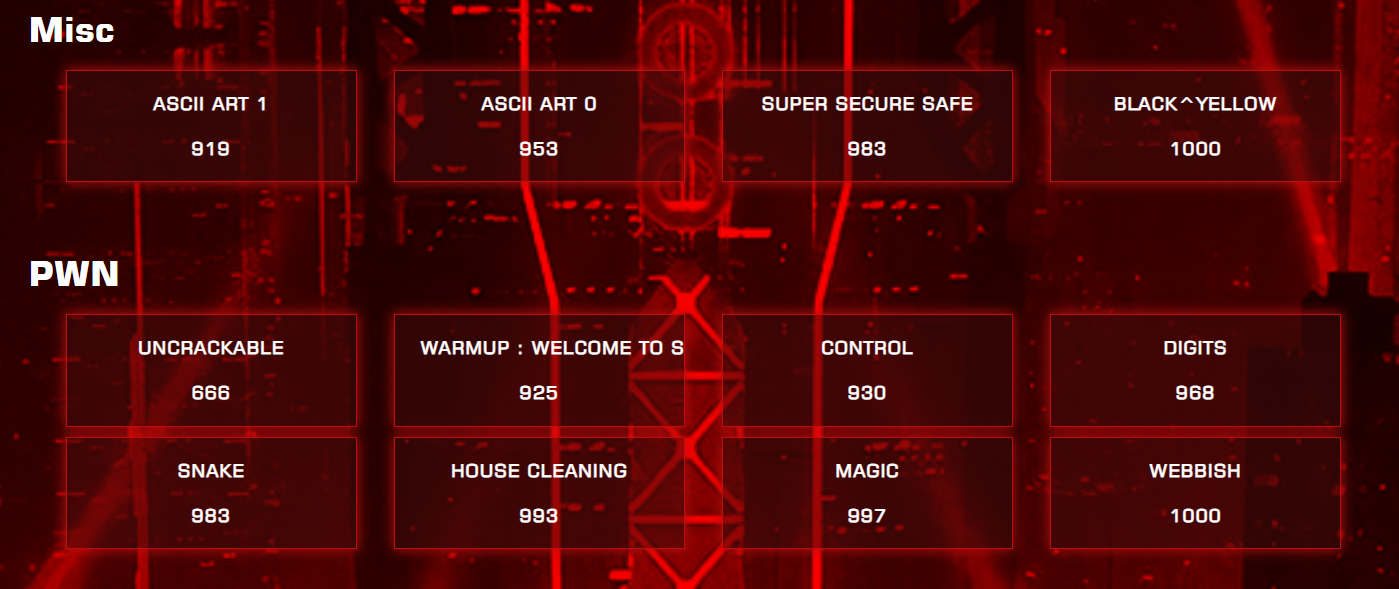 Misc
ASCII ART 1
919
ASCII ART 0
953
SUPER SECURE SAFE
983
BLACK^YELLOW
1000
PWN
UNCRACKABLE
666
WARMUP : WELCOME TO S
925
CONTROL
930
DIGITS
968
SNAKE
983
HOUSE CLEANING
993
MAGIC
997
WEBBISH
1000